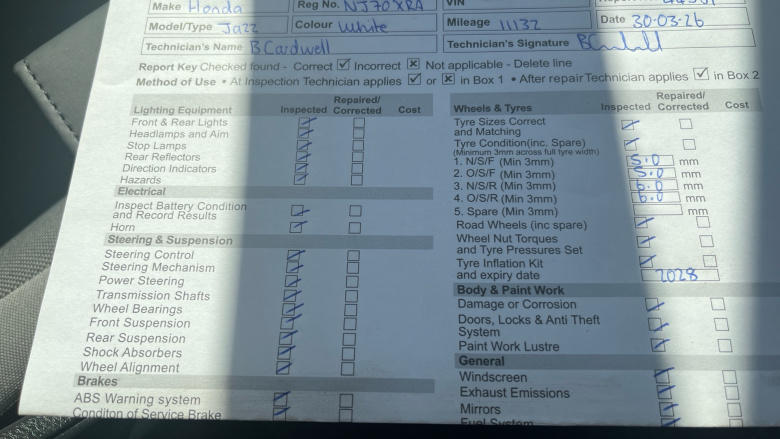 Make Honda Reg No. NJ70XRA VIN
Model/Type Jazz Colour White Mileage 11132 Date 30-03-26
Technician's Name B Cardwell Technician's Signature
Report Key Checked found - Correct ☑ Incorrect ☒ Not applicable - Delete line
Method of Use • At Inspection Technician applies ☑ or ☒ in Box 1 • After repair Technician applies ☑ in Box 2
Lighting Equipment Inspected Repaired/ Corrected Cost
Front & Rear Lights
Headlamps and Aim
Stop Lamps
Rear Reflectors
Direction Indicators
Hazards
Electrical
Inspect Battery Condition
and Record Results
Horn
Steering & Suspension
Steering Control
Steering Mechanism
Power Steering
Transmission Shafts
Wheel Bearings
Front Suspension
Rear Suspension
Shock Absorbers
Wheel Alignment
Brakes
ABS Warning system
Conditon of Service Brake
Wheels & Tyres Inspected Repaired/ Corrected Cost
Tyre Sizes Correct
and Matching
Tyre Condition(inc. Spare)
(Minimum 3mm across full tyre width)
1. N/S/F (Min 3mm) 5.0 mm
2. O/S/F (Min 3mm) 5.0 mm
3. N/S/R (Min 3mm) 6.0 mm
4. O/S/R (Min 3mm) 6.0 mm
5. Spare (Min 3mm) mm
Road Wheels (inc spare)
Wheel Nut Torques
and Tyre Pressures Set
Tyre Inflation Kit
and expiry date 2028
Body & Paint Work
Damage or Corrosion
Doors, Locks & Anti Theft
System
Paint Work Lustre
General
Windscreen
Exhaust Emissions
Mirrors
Fuel System